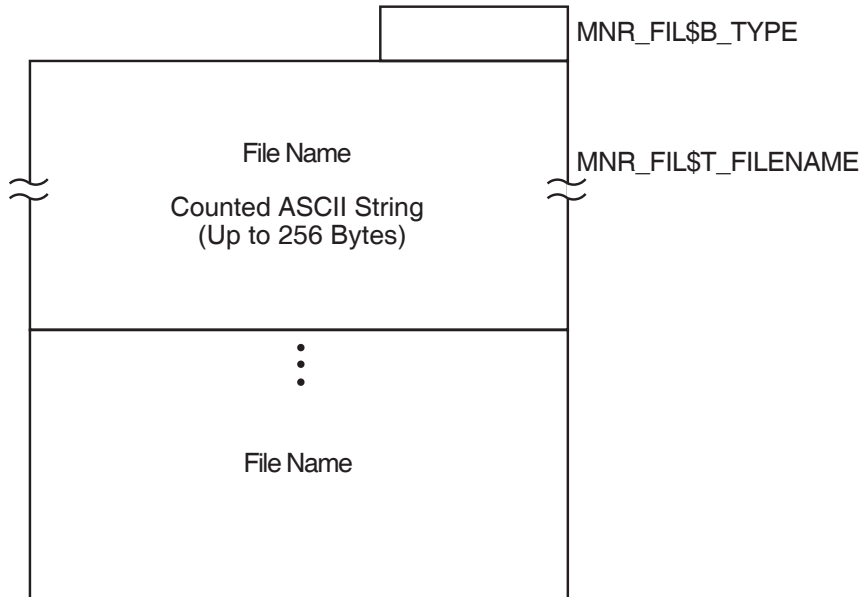 MNR_FIL$B_TYPE
File Name
MNR_FIL$T_FILENAME
Counted ASCII String
(Up to 256 Bytes)
File Name